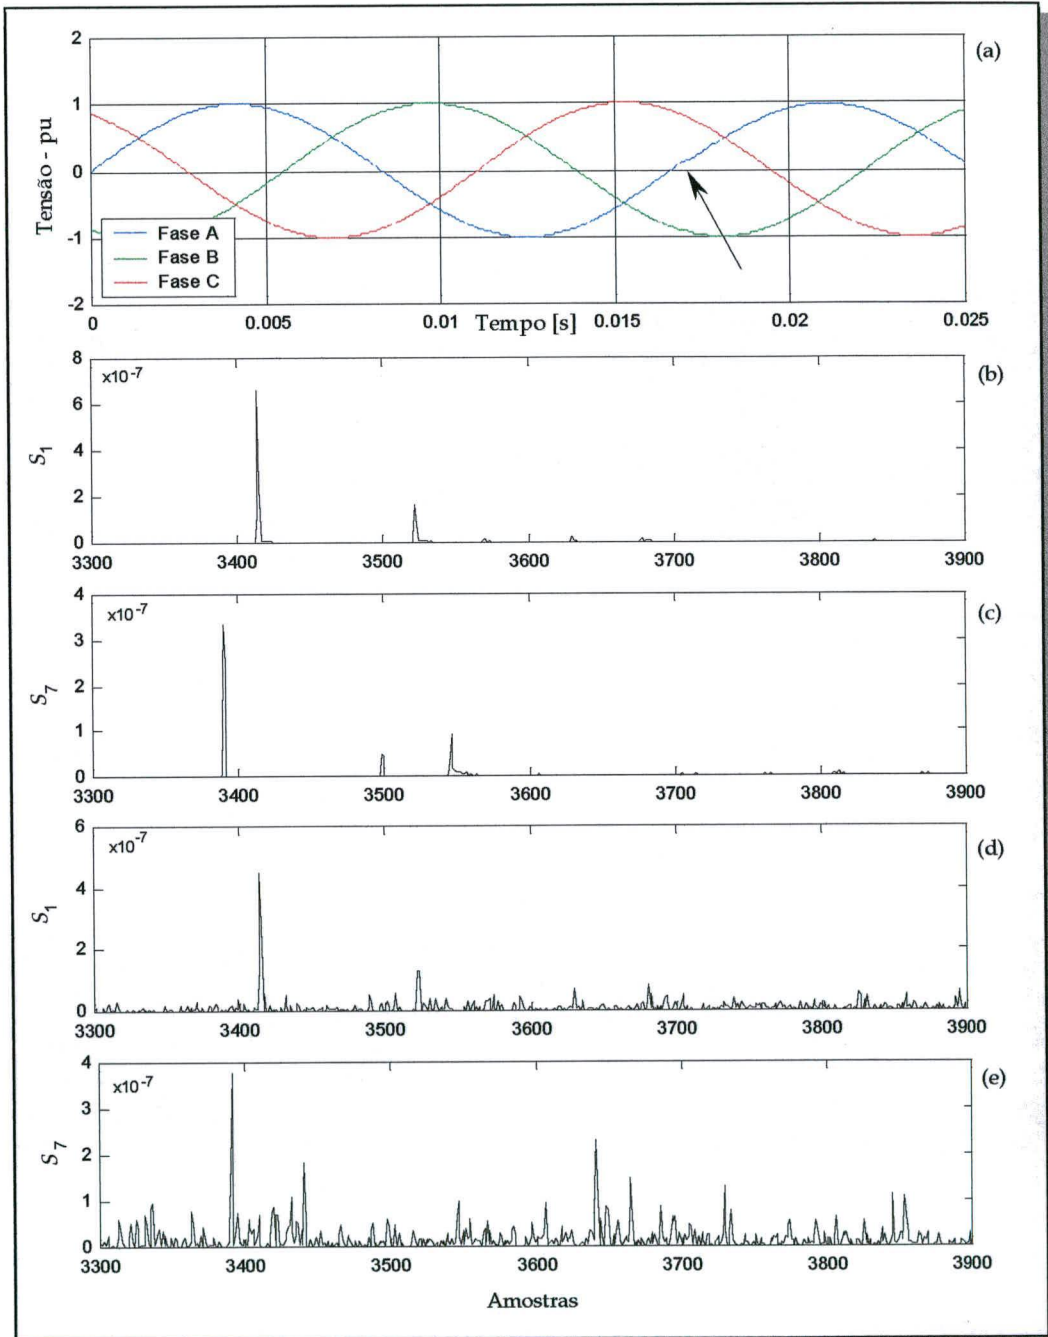 (a)
2
1
0
-1
-2
Tensão - pu
Fase A
Fase B
Fase C
0 0.005 0.01 0.015 0.02 0.025
Tempo [s]
(b)
x10⁻⁷
8
6
4
2
0
S₁
3300 3400 3500 3600 3700 3800 3900
(c)
x10⁻⁷
4
3
2
1
0
S₇
3300 3400 3500 3600 3700 3800 3900
(d)
x10⁻⁷
6
4
2
0
S₁
3300 3400 3500 3600 3700 3800 3900
(e)
x10⁻⁷
4
3
2
1
0
S₇
3300 3400 3500 3600 3700 3800 3900
Amostras